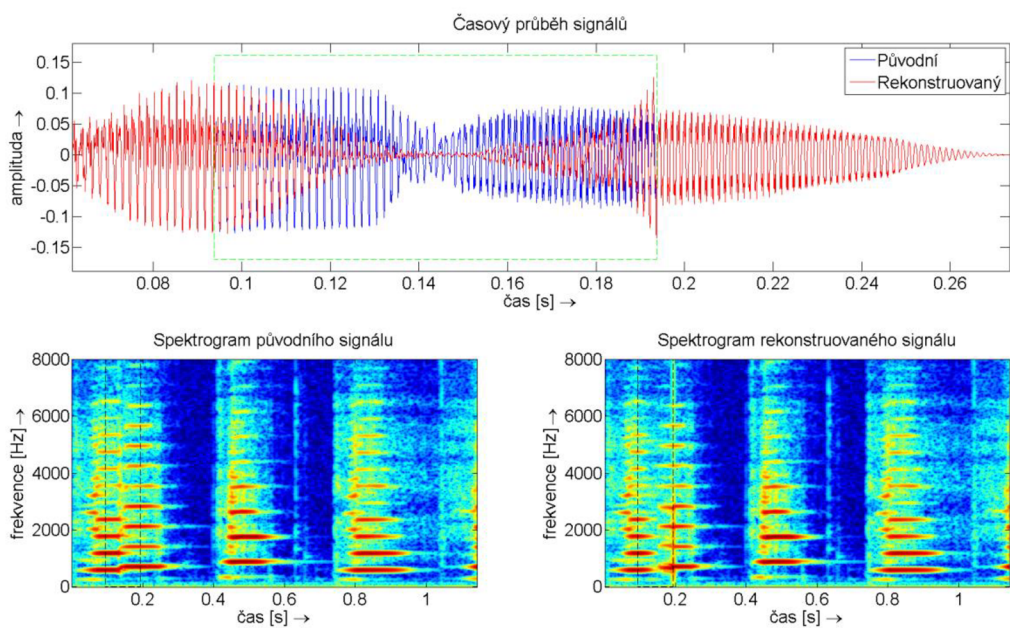 Časový průběh signálů
0.15
0.1
0.05
0
-0.05
-0.1
-0.15
amplituda →
Původní
Rekonstruovaný
0.08 0.1 0.12 0.14 0.16 0.18 0.2 0.22 0.24 0.26
čas [s] →
Spektrogram původního signálu
8000
6000
4000
2000
0
frekvence [Hz] →
0.2 0.4 0.6 0.8 1
čas [s] →
Spektrogram rekonstruovaného signálu
8000
6000
4000
2000
0
frekvence [Hz] →
0.2 0.4 0.6 0.8 1
čas [s] →